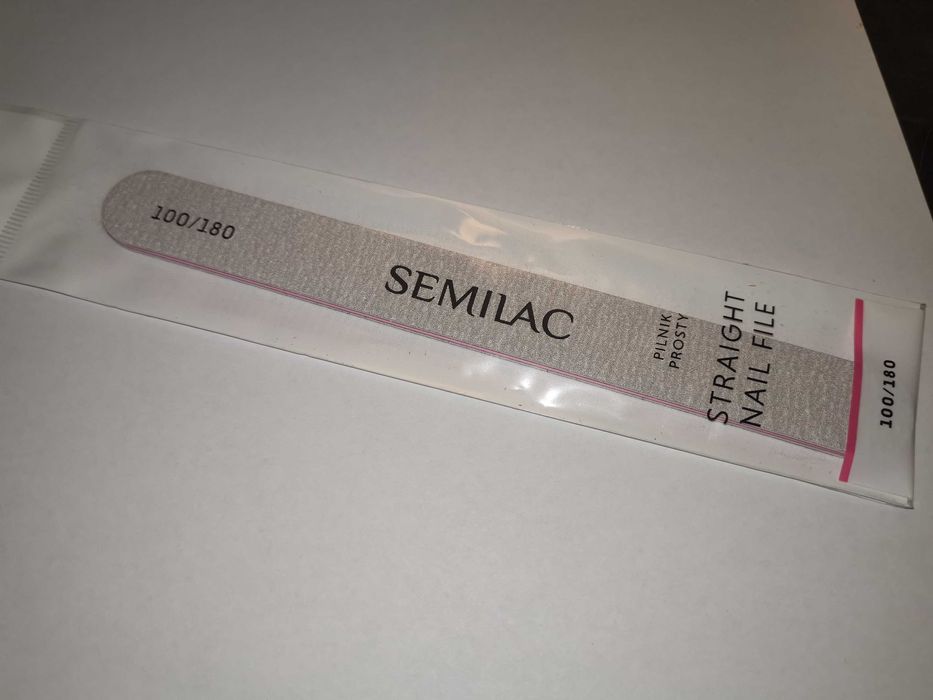 100/180
SEMILAC
PILNIK
PROSTY
STRAIGHT
NAIL FILE
100/180